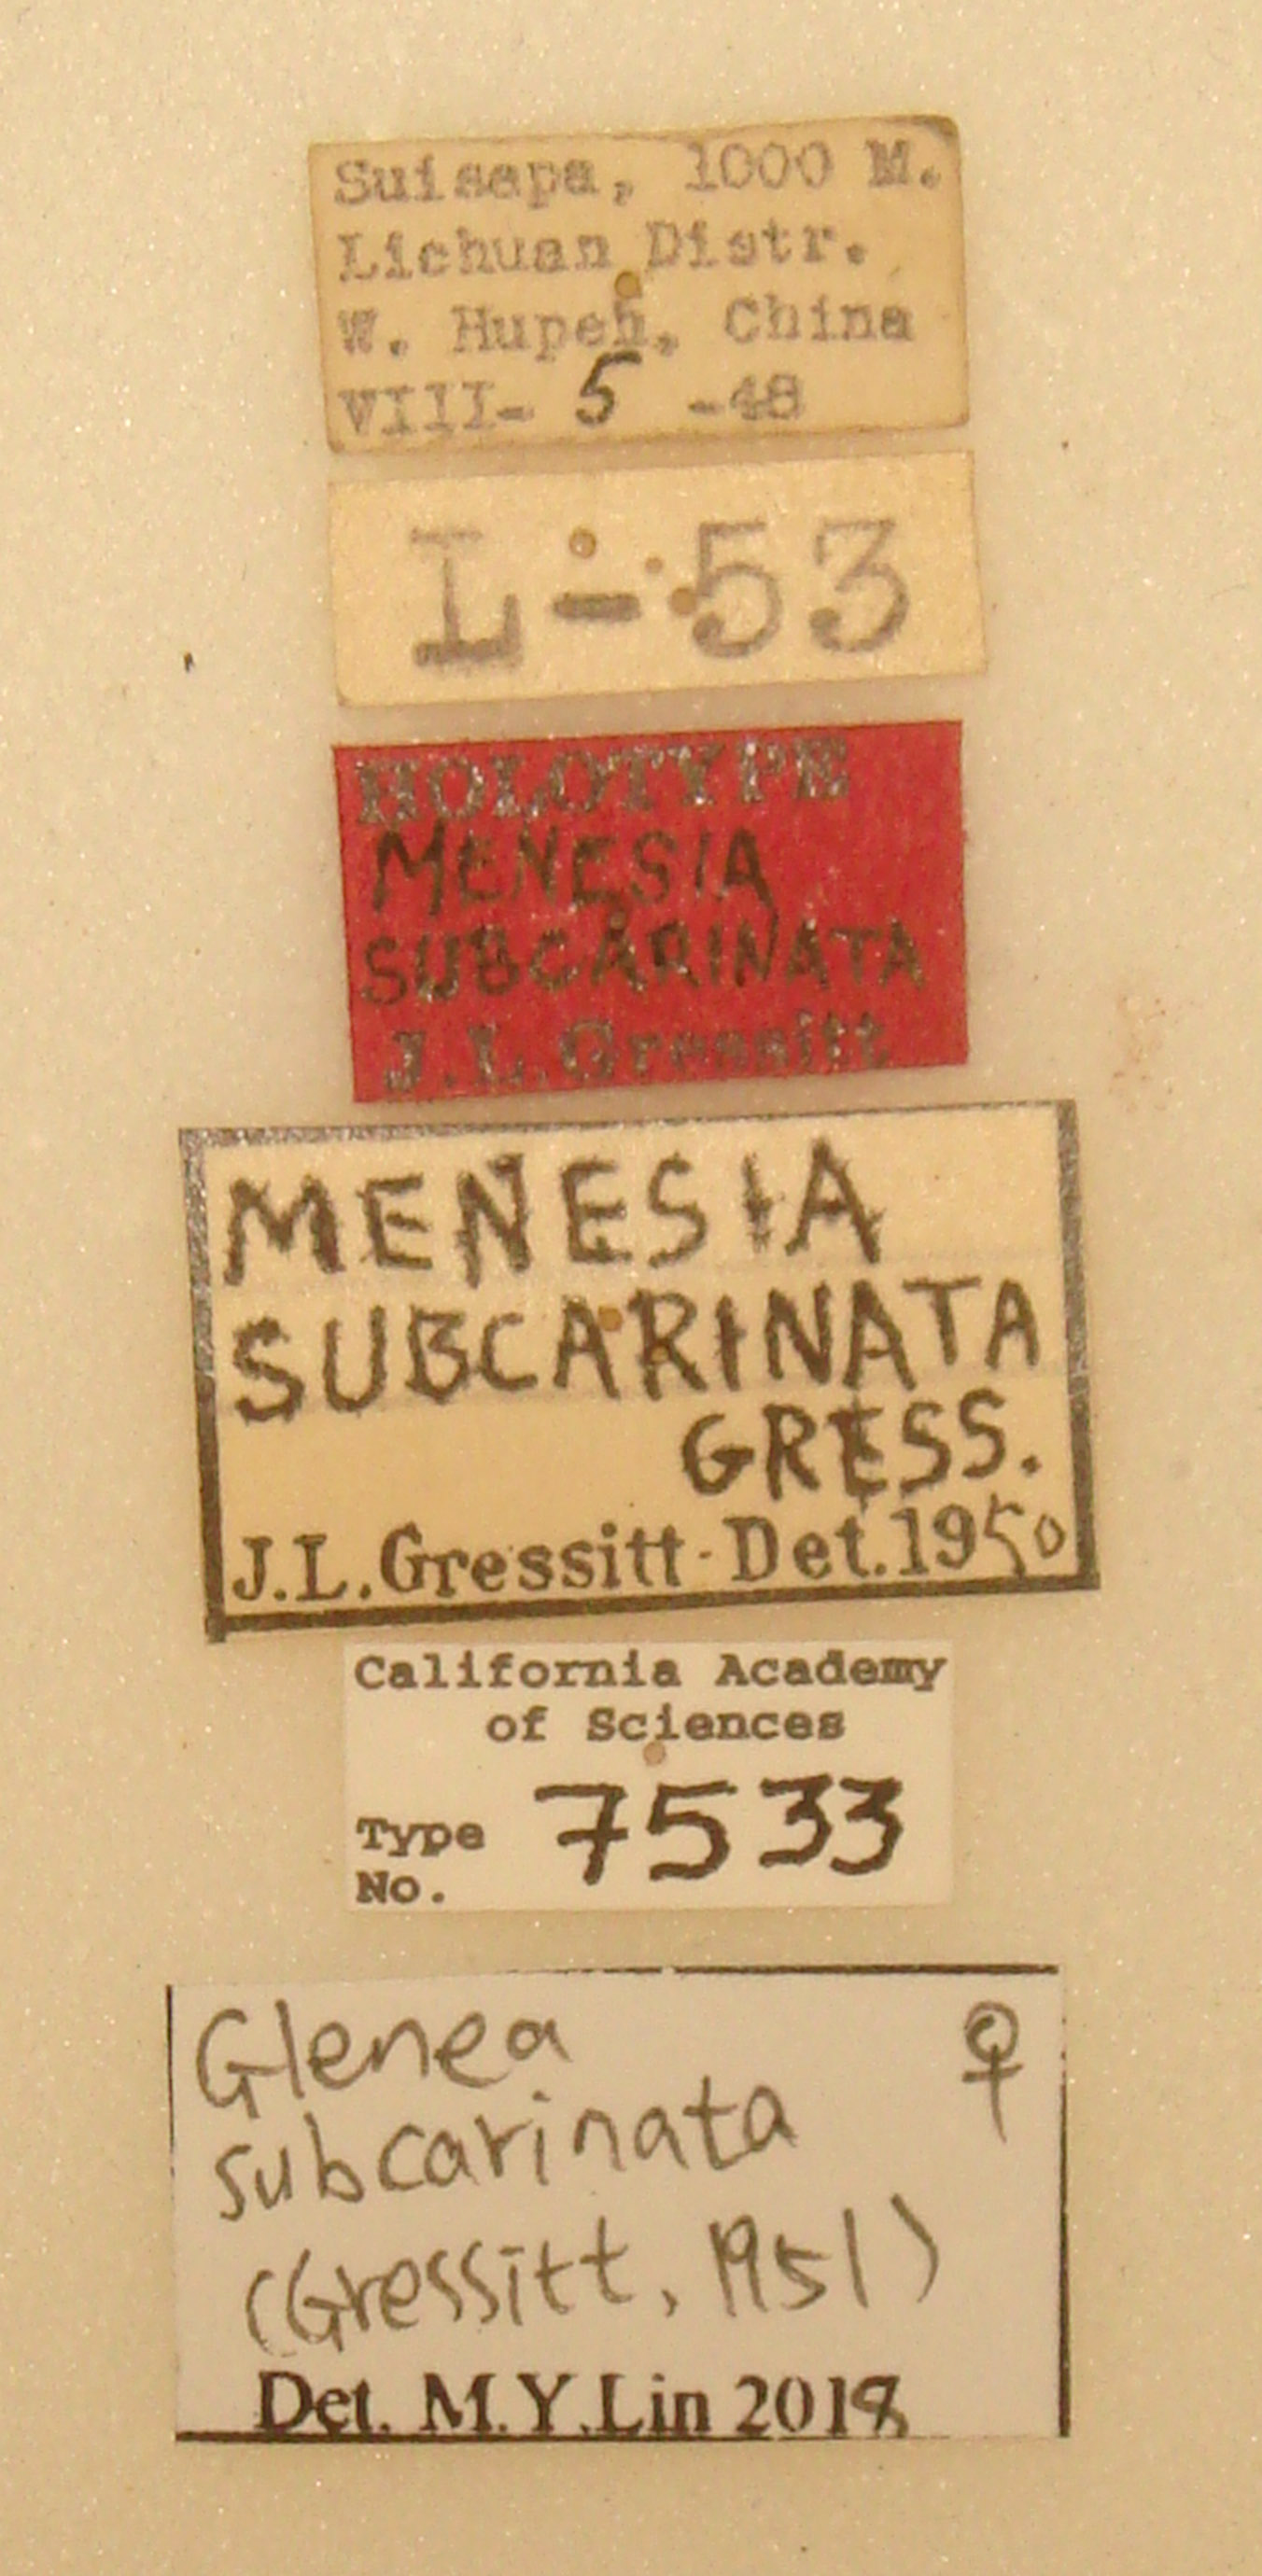 Suisapa, 1000 M.
Lichuan Distr.
W. Hupeh, China
VIII- 5 -48
L-53
HOLOTYPE
MENESIA
SUBCARINATA
J.L.Gressitt
MENESIA
SUBCARINATA
GRESS.
J.L.Gressitt-Det.1950
California Academy
of Sciences
Type
No. 7533
Glenea ♀
subcarinata
(Gressitt, 1951)
Det. M.Y.Lin 2018